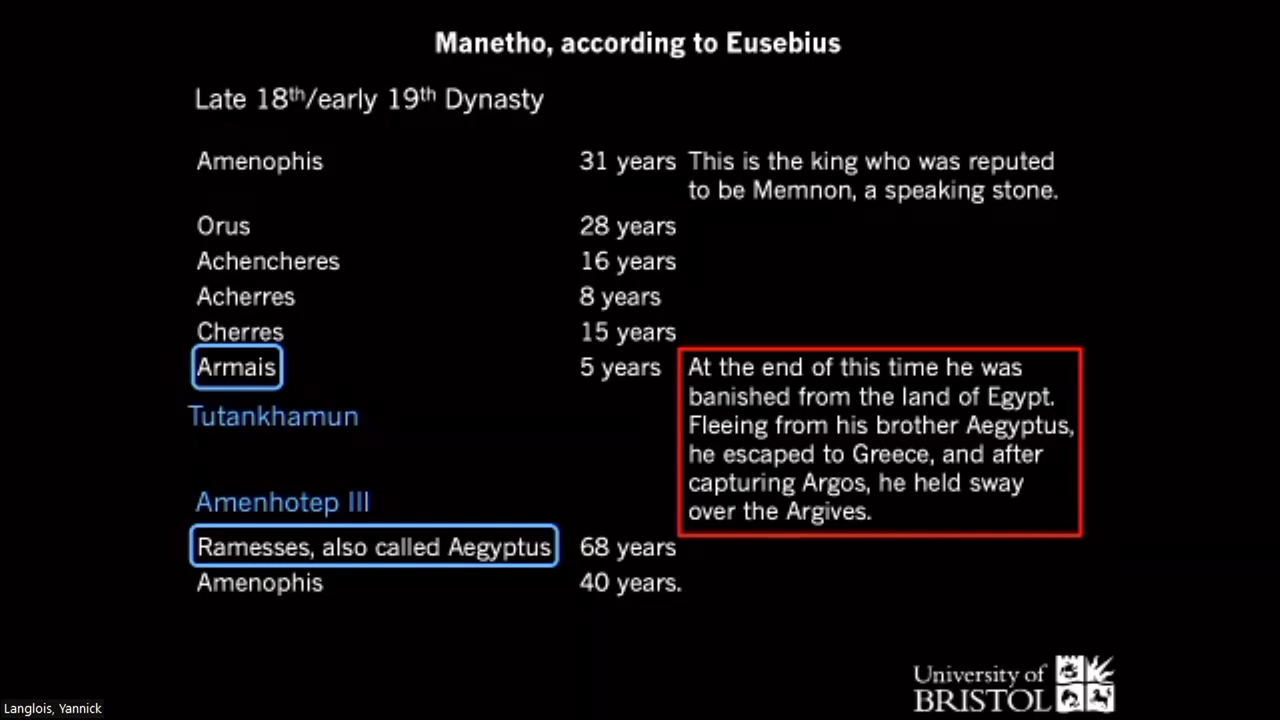 Manetho, according to Eusebius
Late 18th/early 19th Dynasty
Amenophis 31 years This is the king who was reputed
to be Memnon, a speaking stone.
Orus 28 years
Achencheres 16 years
Acherres 8 years
Cherres 15 years
Armais 5 years At the end of this time he was
banished from the land of Egypt.
Tutankhamun
Fleeing from his brother Aegyptus,
he escaped to Greece, and after
capturing Argos, he held sway
over the Argives.
Amenhotep III
Ramesses, also called Aegyptus 68 years
Amenophis 40 years.
University of
BRISTOL
Langlois, Yannick